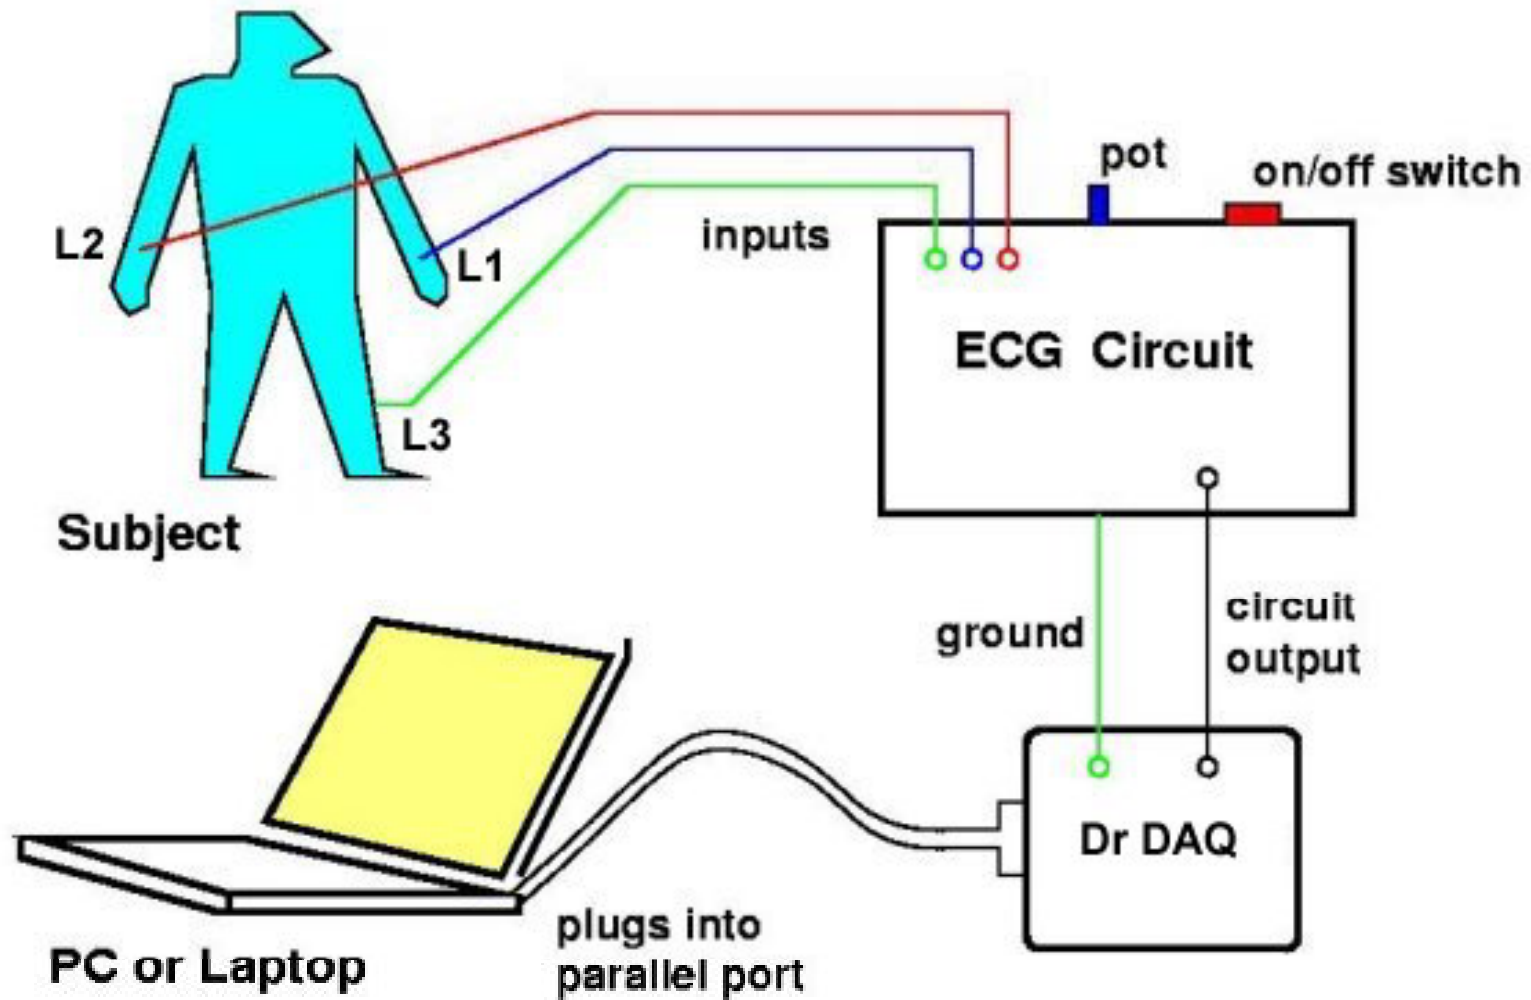 pot
on/off switch
L2
inputs
L1
ECG Circuit
L3
Subject
ground
circuit
output
Dr DAQ
plugs into
parallel port
PC or Laptop